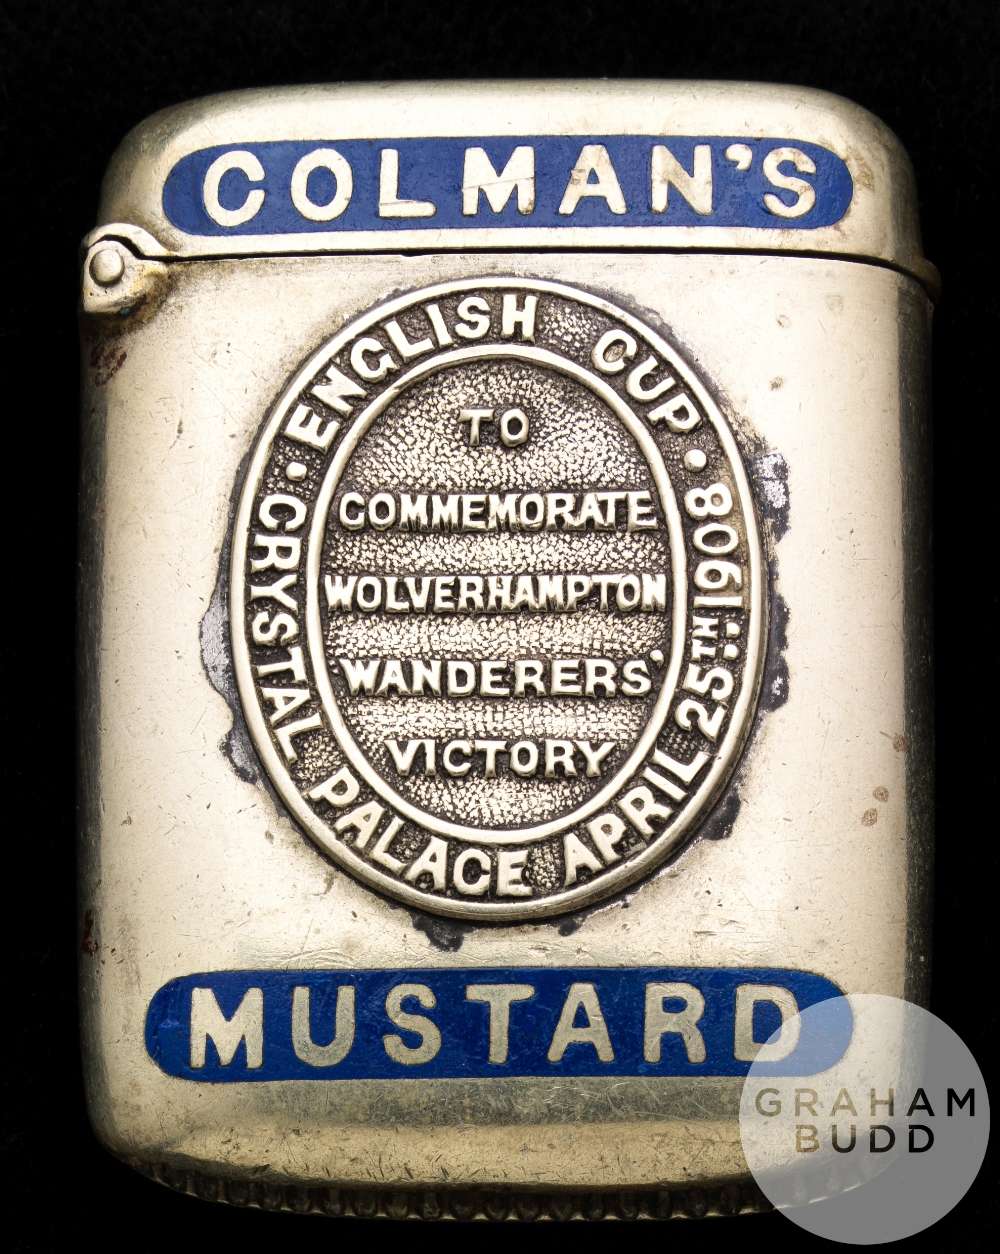 COLMAN'S
ENGLISH CUP
CRYSTAL PALACE APRIL 25TH 1908
TO
COMMEMORATE
WOLVERHAMPTON
WANDERERS'
VICTORY
MUSTARD
GRAHAM
BUDD